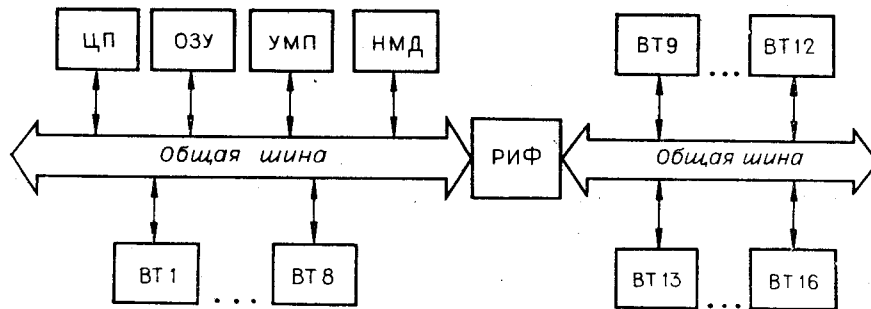 ЦП ОЗУ УМП НМД ВТ9 ... ВТ12
Общая шина РИФ Общая шина
ВТ1 ... ВТ8 ВТ13 ... ВТ16